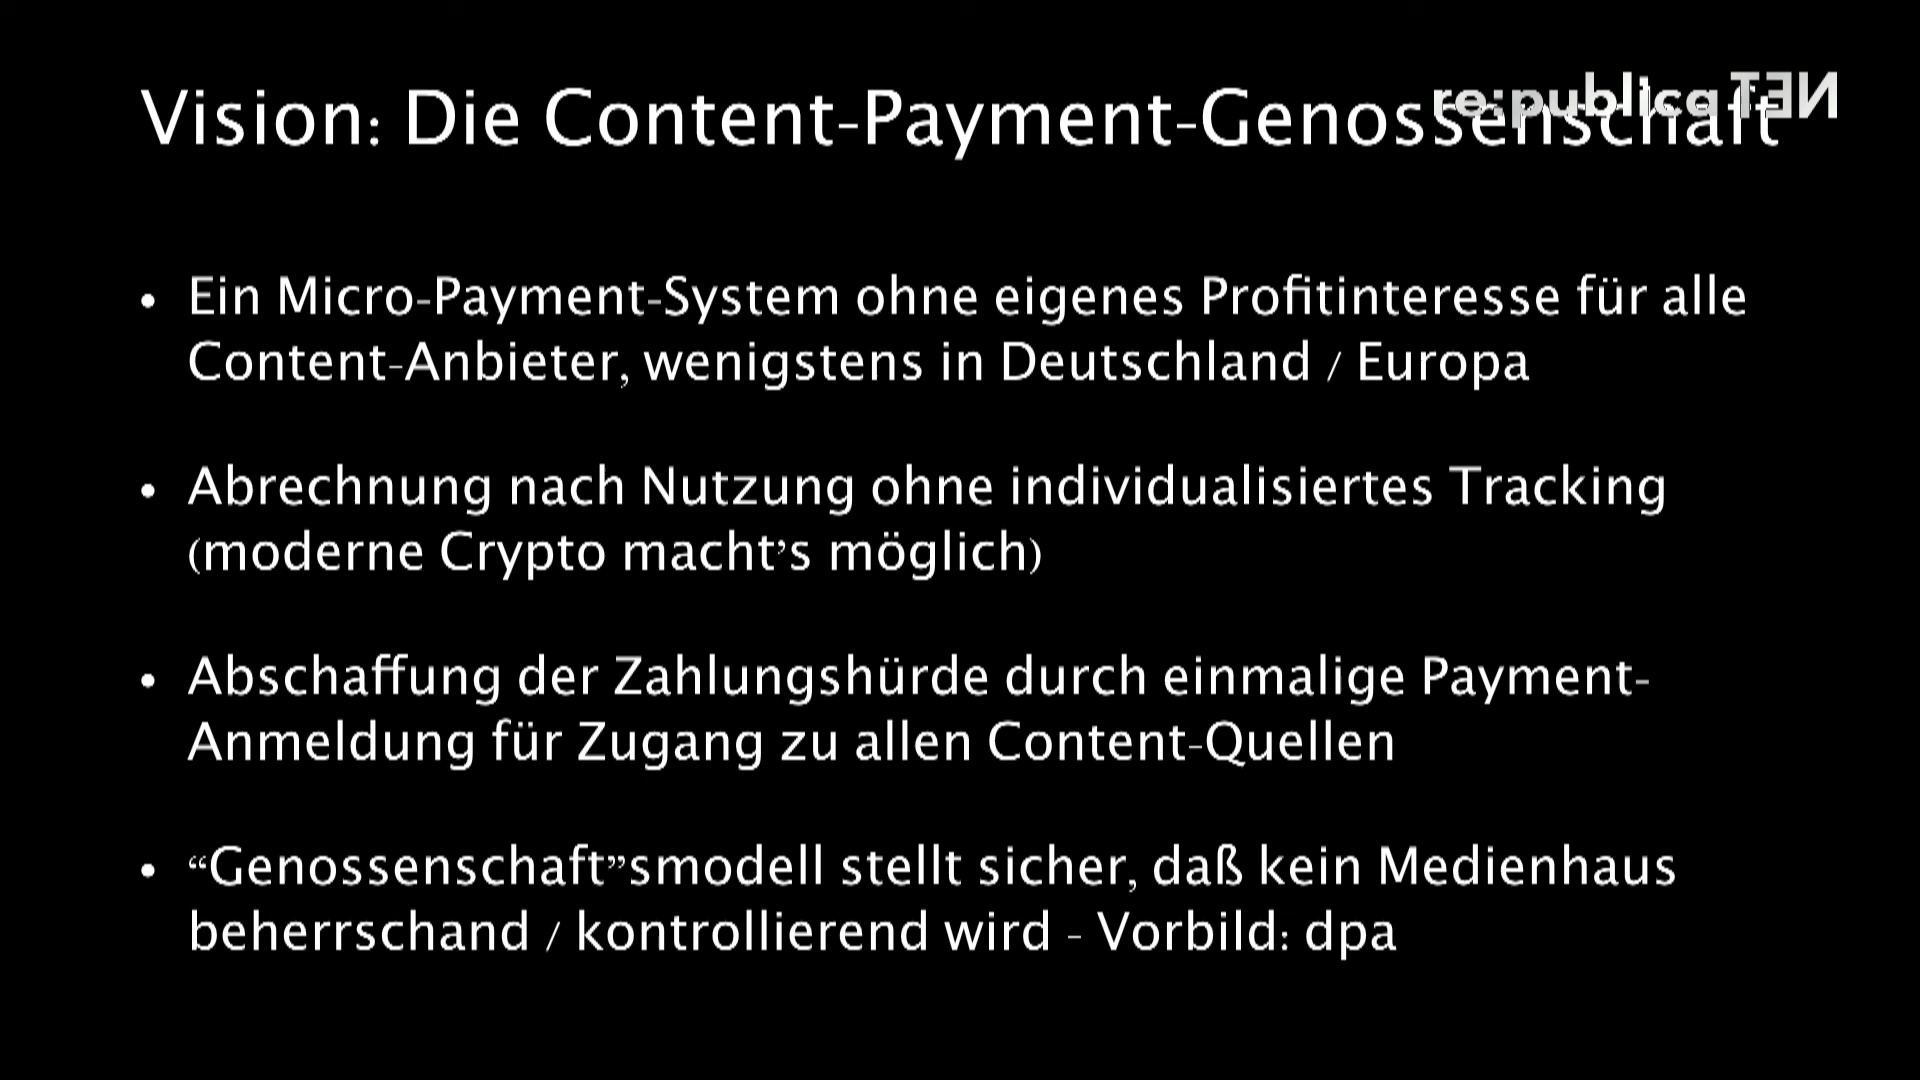 re:publica TEN
Vision: Die Content-Payment-Genossenschaft
• Ein Micro-Payment-System ohne eigenes Profitinteresse für alle
Content-Anbieter, wenigstens in Deutschland / Europa
• Abrechnung nach Nutzung ohne individualisiertes Tracking
(moderne Crypto macht’s möglich)
• Abschaffung der Zahlungshürde durch einmalige Payment-
Anmeldung für Zugang zu allen Content-Quellen
• “Genossenschaft”smodell stellt sicher, daß kein Medienhaus
beherrschand / kontrollierend wird - Vorbild: dpa